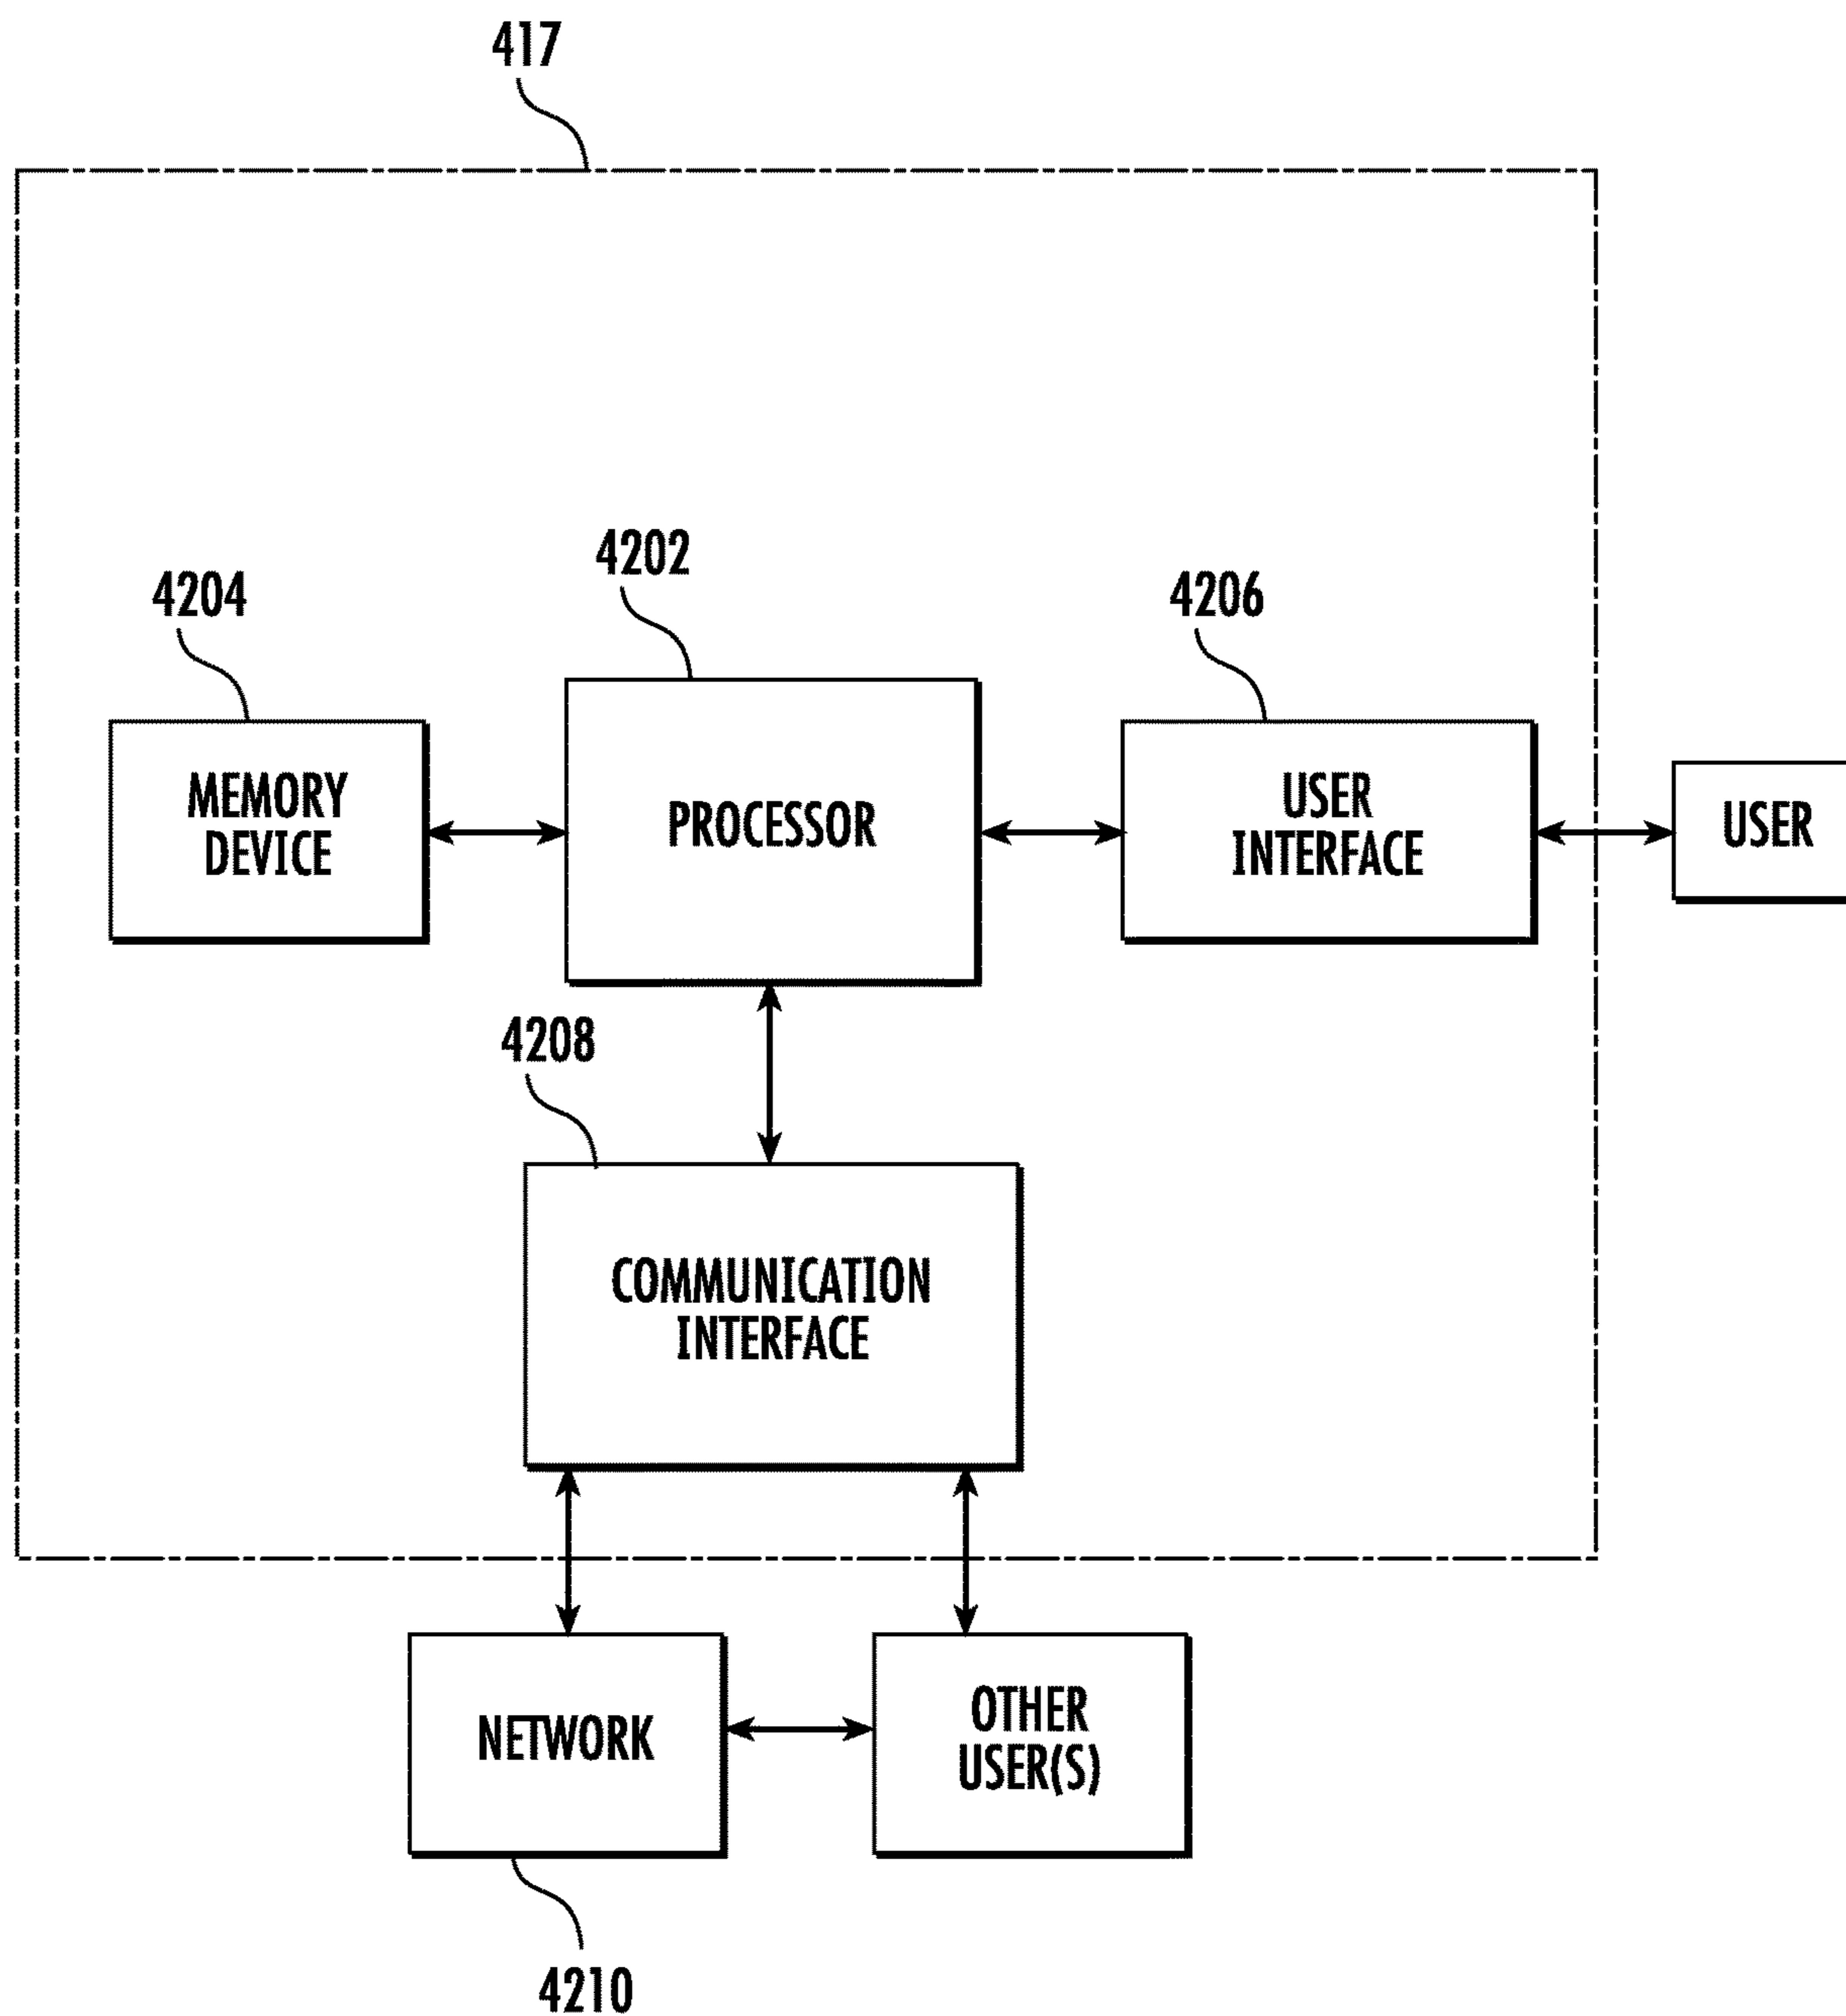 417
4202
4204
4206
MEMORY
DEVICE
PROCESSOR
USER
INTERFACE
USER
4208
COMMUNICATION
INTERFACE
NETWORK
OTHER
USER(S)
4210